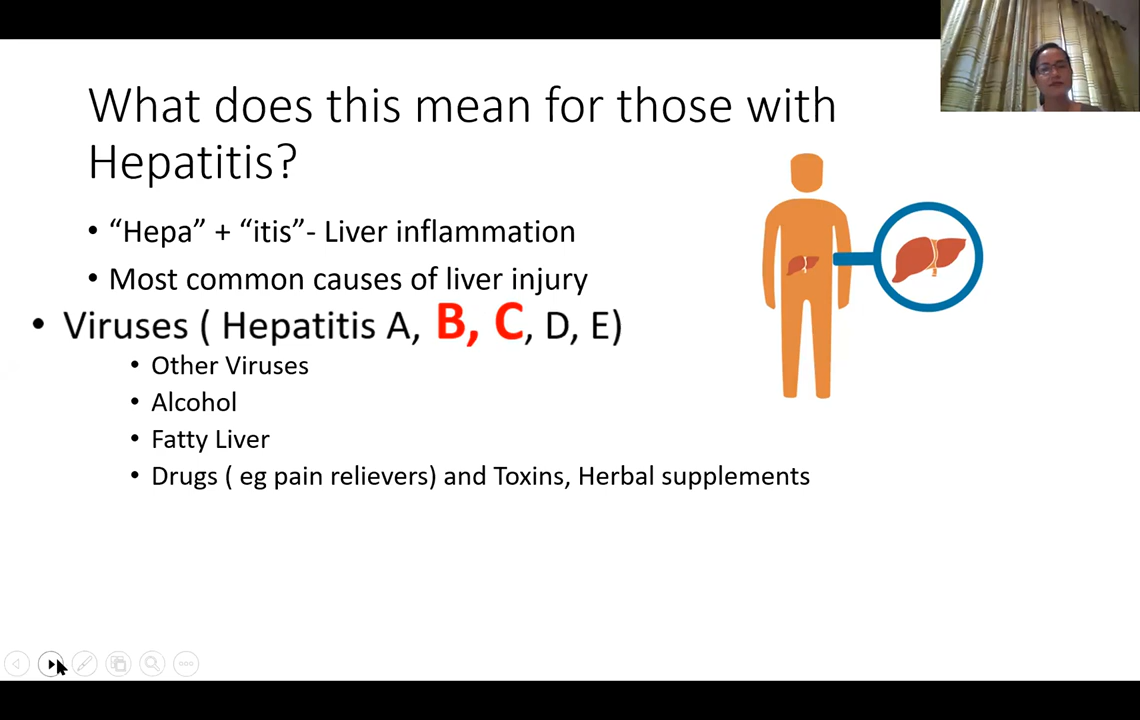 What does this mean for those with
Hepatitis?
• “Hepa” + “itis”- Liver inflammation
• Most common causes of liver injury
• Viruses ( Hepatitis A, B, C, D, E)
• Other Viruses
• Alcohol
• Fatty Liver
• Drugs ( eg pain relievers) and Toxins, Herbal supplements